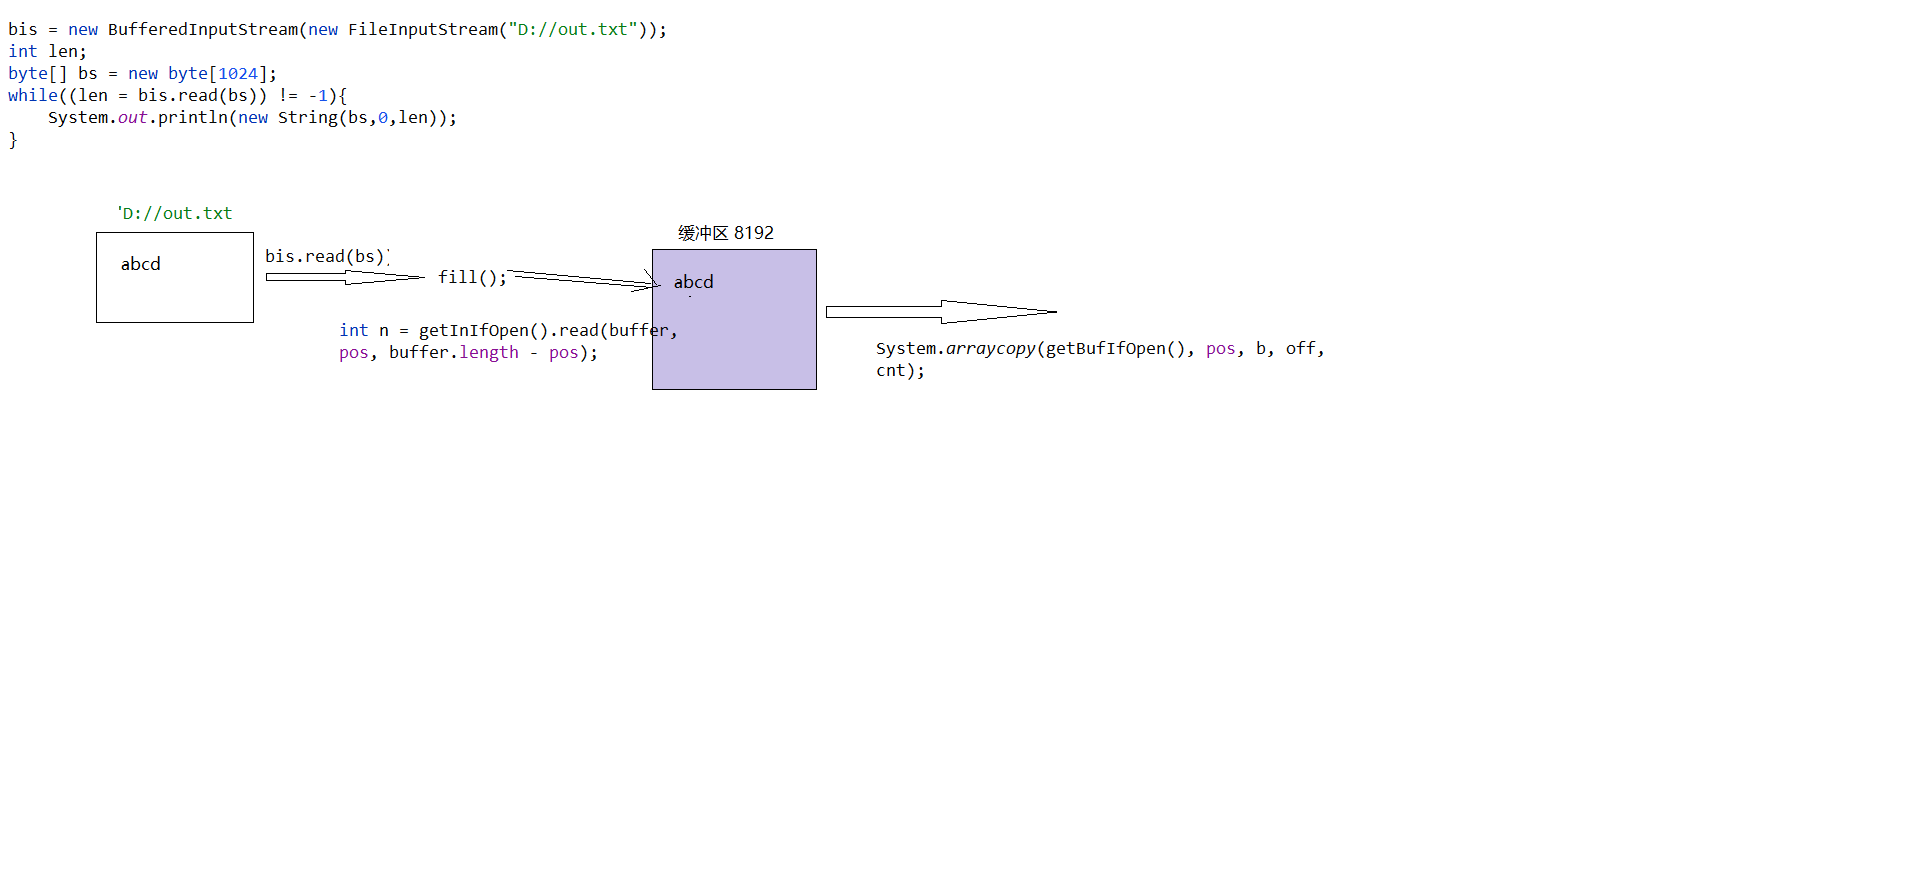 bis = new BufferedInputStream(new FileInputStream("D://out.txt"));
int len;
byte[] bs = new byte[1024];
while((len = bis.read(bs)) != -1){
    System.out.println(new String(bs,0,len));
}
'D://out.txt
缓冲区 8192
abcd
bis.read(bs))
fill();
abcd
int n = getInIfOpen().read(buffer,
pos, buffer.length - pos);
System.arraycopy(getBufIfOpen(), pos, b, off,
cnt);